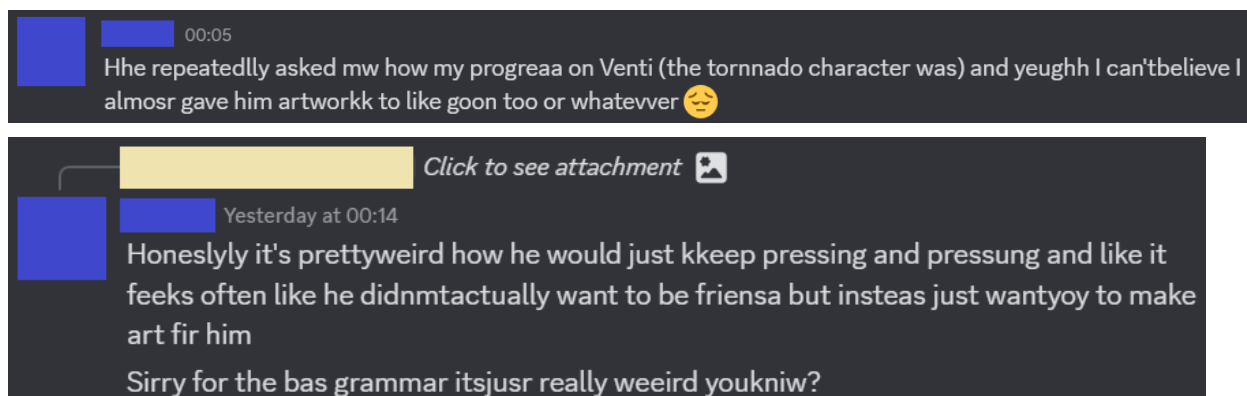 00:05
Hhe repeatedlly asked mw how my progreaa on Venti (the tornnado character was) and yeughh I can'tbelieve I
almosr gave him artworkk to like goon too or whatevver 😔
Click to see attachment
Yesterday at 00:14
Honeslyly it's prettyweird how he would just kkeep pressing and pressung and like it
feeks often like he didnmtactually want to be friensa but insteas just wantyoy to make
art fir him
Sirry for the bas grammar itsjusr really weeird youkniw?